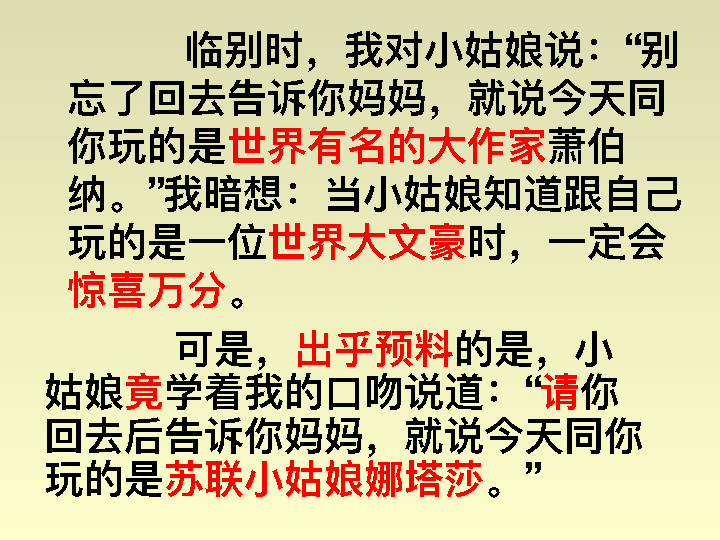 临别时，我对小姑娘说：“别
忘了回去告诉你妈妈，就说今天同
你玩的是世界有名的大作家萧伯
纳。”我暗想：当小姑娘知道跟自己
玩的是一位世界大文豪时，一定会
惊喜万分。
可是，出乎预料的是，小
姑娘竟学着我的口吻说道：“请你
回去后告诉你妈妈，就说今天同你
玩的是苏联小姑娘娜塔莎。”